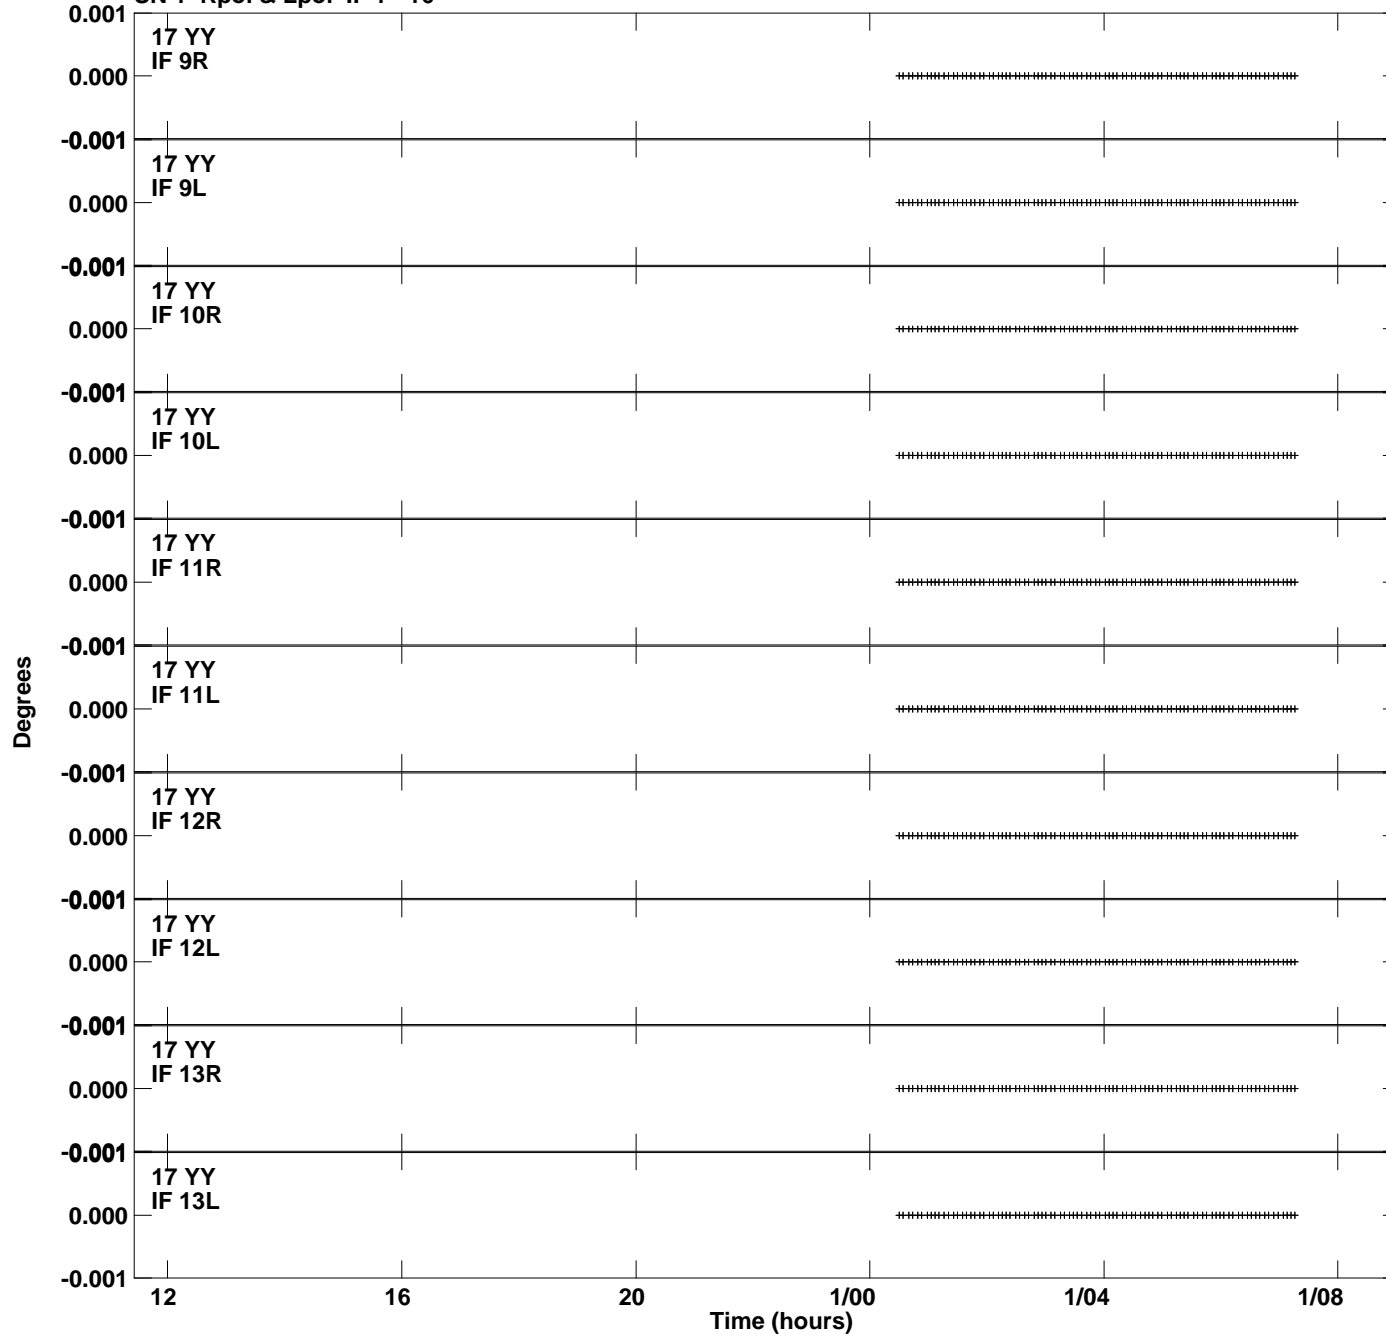 0.001
17 YY
IF 9R
0.000
-0.001
17 YY
IF 9L
0.000
-0.001
17 YY
IF 10R
0.000
-0.001
17 YY
IF 10L
0.000
-0.001
17 YY
IF 11R
0.000
-0.001
17 YY
IF 11L
0.000
-0.001
17 YY
IF 12R
0.000
-0.001
17 YY
IF 12L
0.000
-0.001
17 YY
IF 13R
0.000
-0.001
17 YY
IF 13L
0.000
-0.001
Degrees
12 16 20 1/00 1/04 1/08
Time (hours)